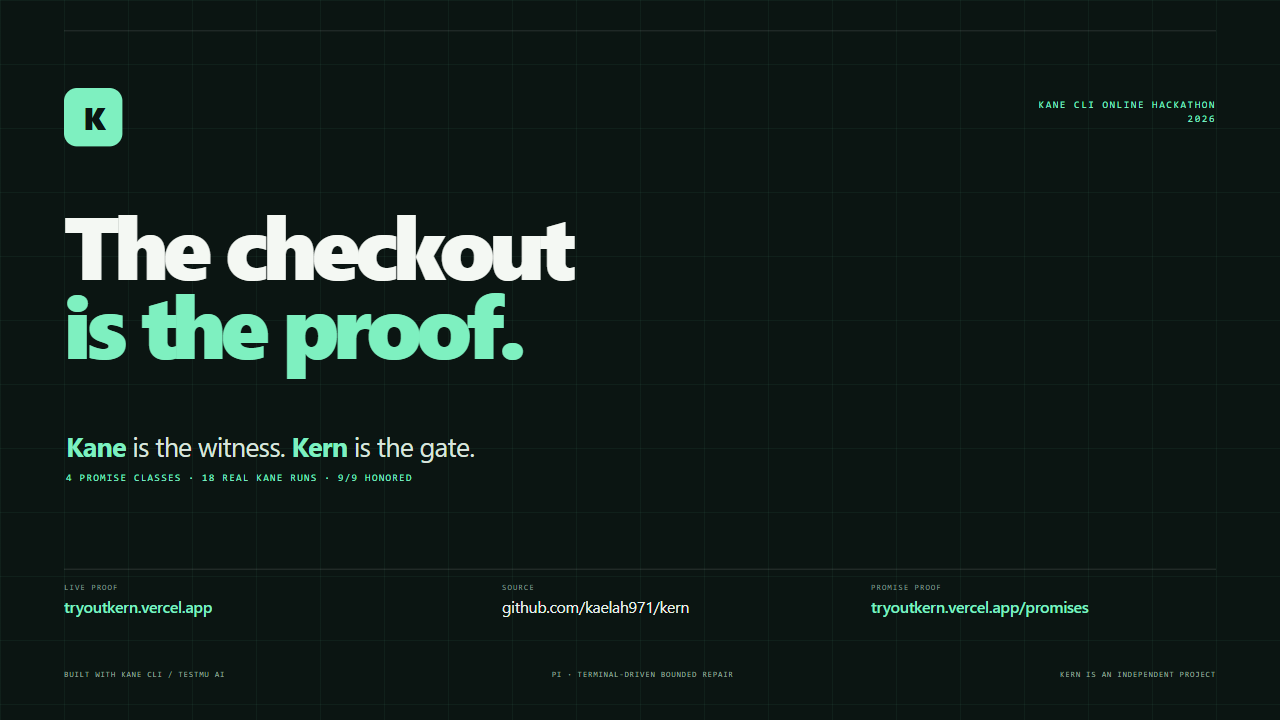 K
KANE CLI ONLINE HACKATHON
2026
The checkout
is the proof.
Kane is the witness. Kern is the gate.
4 PROMISE CLASSES · 18 REAL KANE RUNS · 9/9 HONORED
LIVE PROOF
tryoutkern.vercel.app
SOURCE
github.com/kaelah971/kern
PROMISE PROOF
tryoutkern.vercel.app/promises
BUILT WITH KANE CLI / TESTMU AI
PI · TERMINAL-DRIVEN BOUNDED REPAIR
KERN IS AN INDEPENDENT PROJECT